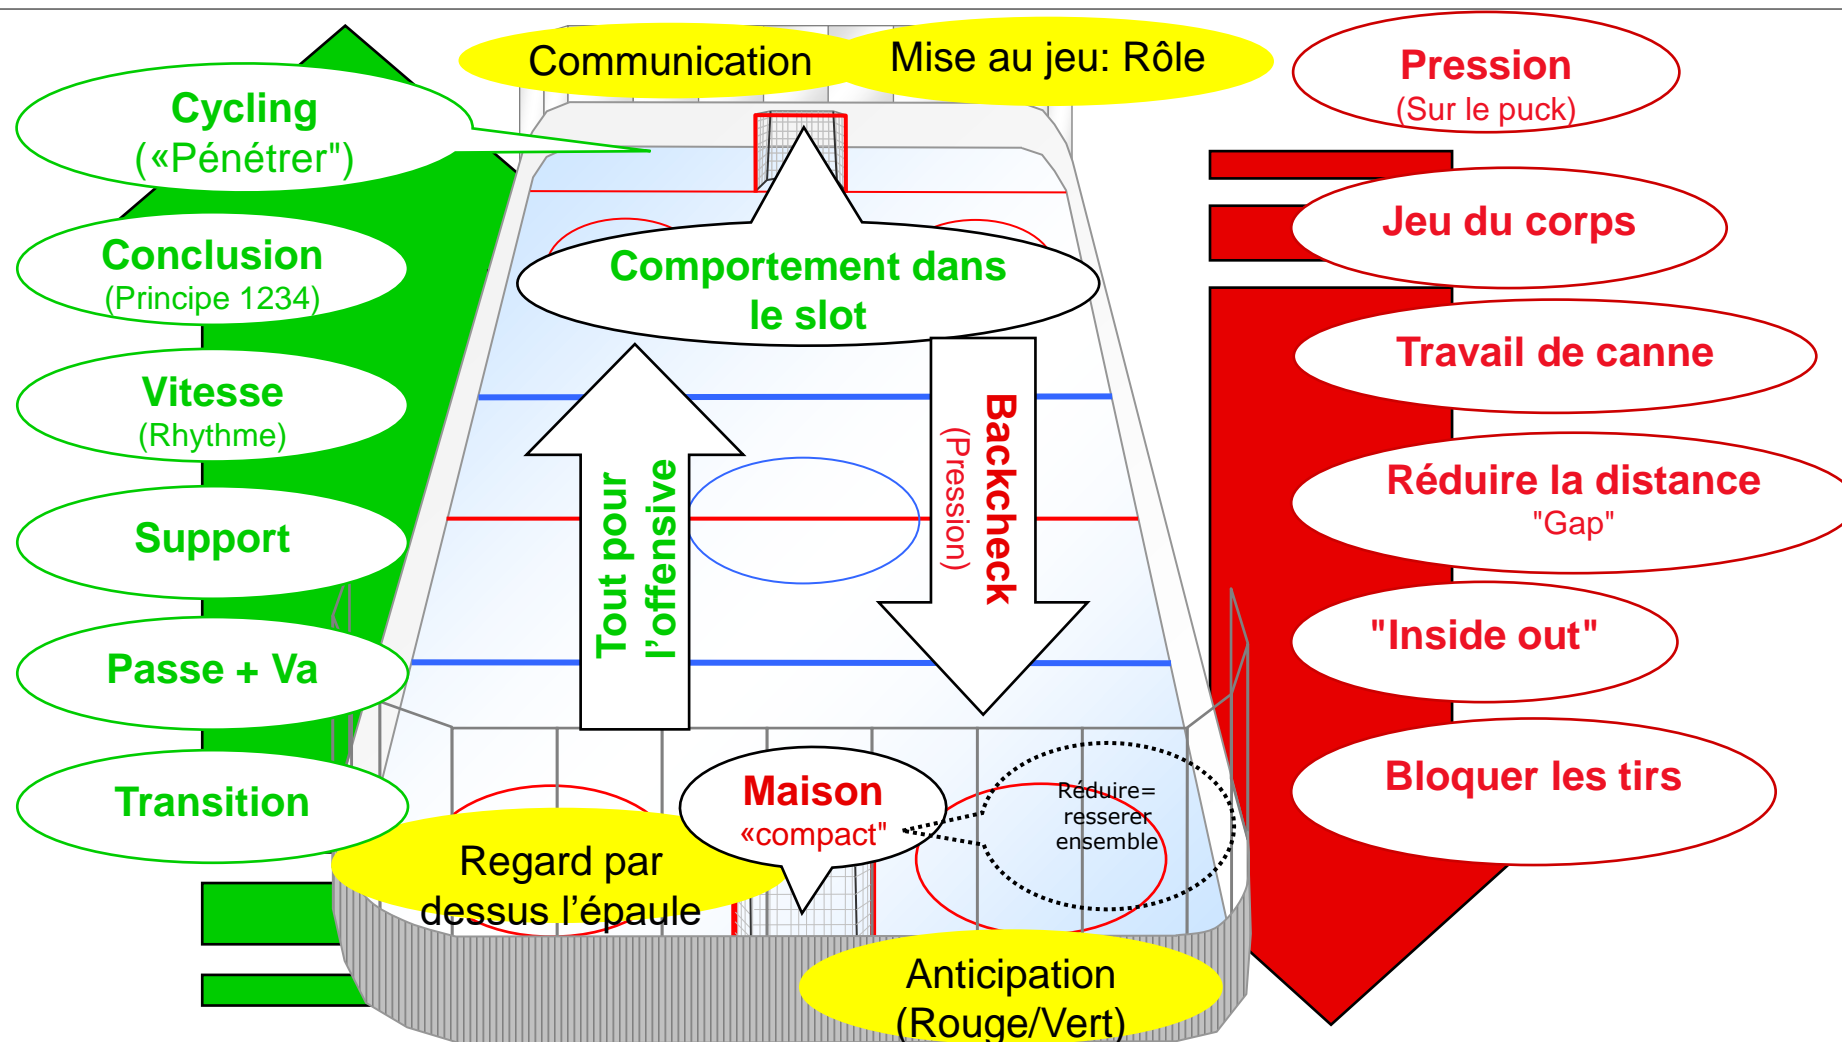 Communication
Mise au jeu: Rôle
Pression
(Sur le puck)
Cycling
(«Pénétrer")
Jeu du corps
Conclusion
(Principe 1234)
Comportement dans
le slot
Travail de canne
Vitesse
(Rhythme)
Tout pour
l’offensive
Backcheck
(Pression)
Réduire la distance
"Gap"
Support
"Inside out"
Passe + Va
Bloquer les tirs
Transition
Maison
«compact"
Réduire=
resserer
ensemble
Regard par
dessus l’épaule
Anticipation
(Rouge/Vert)